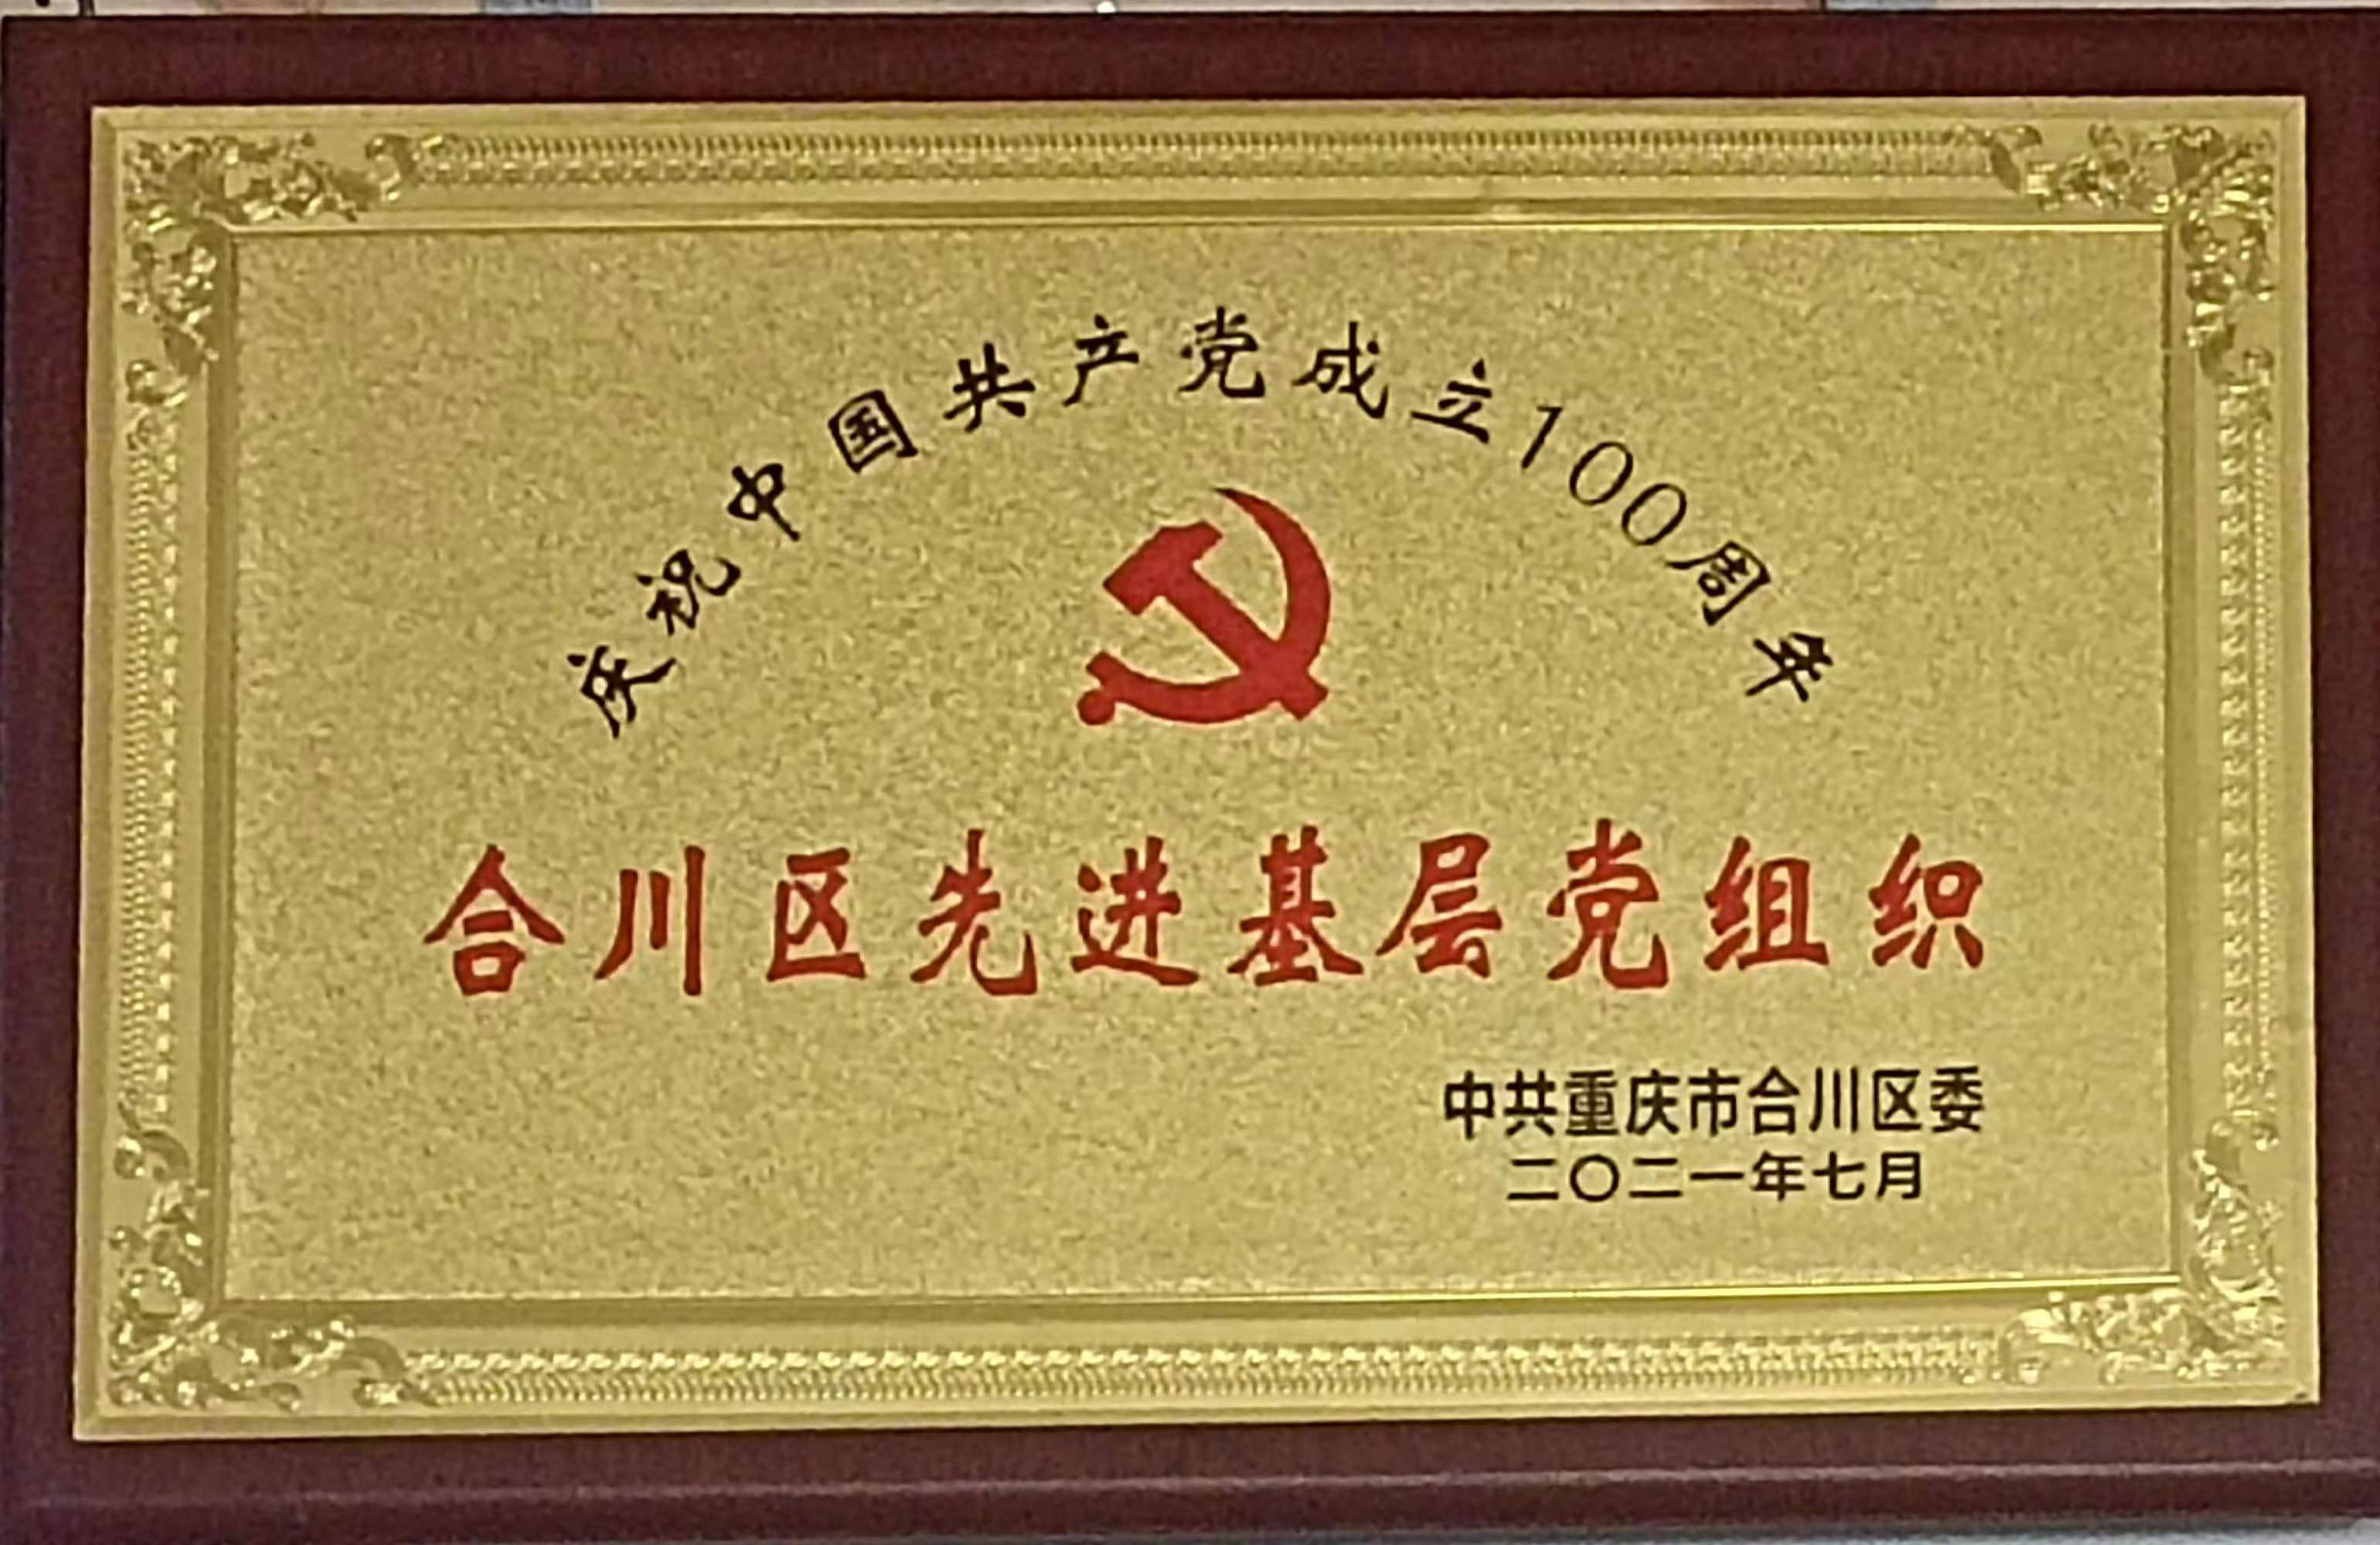 庆祝中国共产党成立100周年
合川区先进基层党组织
中共重庆市合川区委
二〇二一年七月